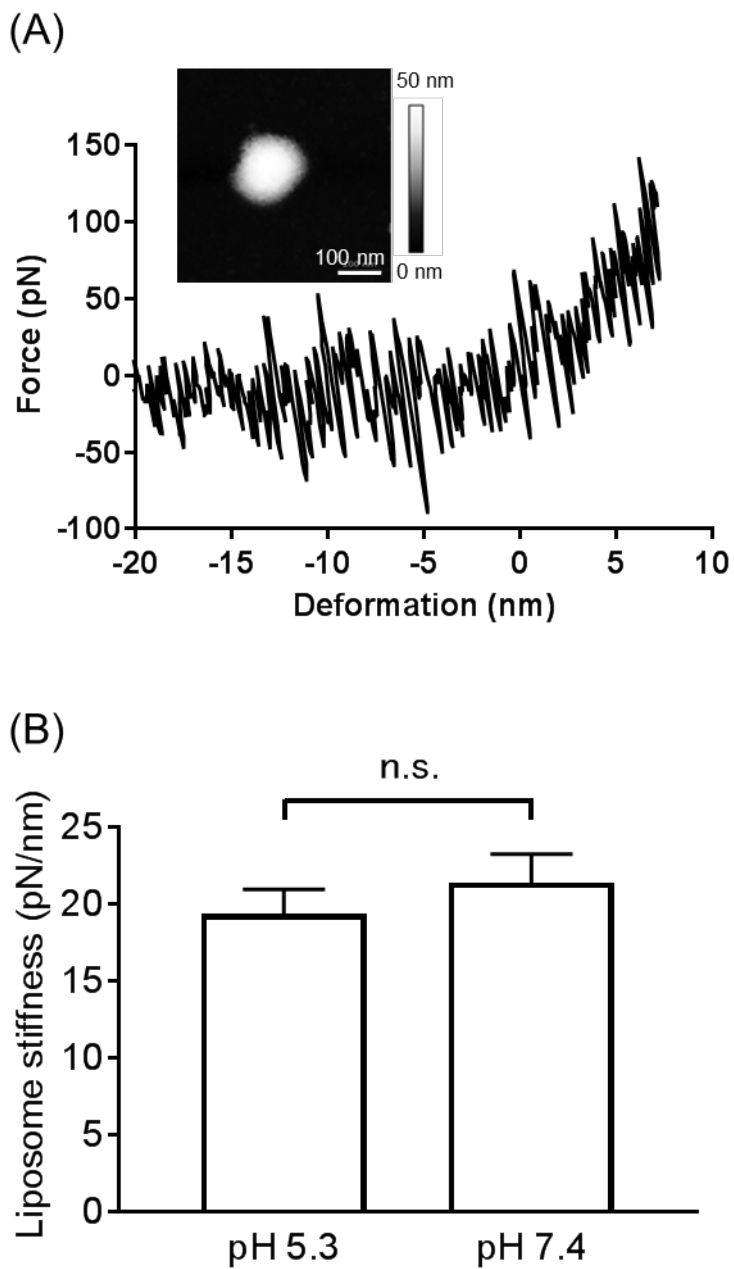 (A)
50 nm
100 nm
0 nm
150
100
50
0
-50
-100
Force (pN)
-20 -15 -10 -5 0 5 10
Deformation (nm)
(B)
n.s.
25
20
15
10
5
0
Liposome stiffness (pN/nm)
pH 5.3 pH 7.4